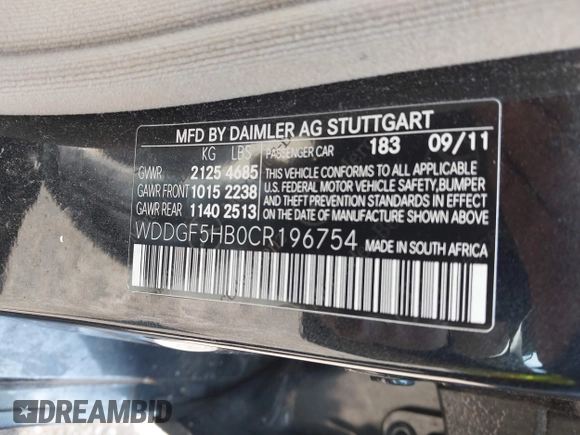 MFD BY DAIMLER AG STUTTGART
KG LBS PASSENGER CAR 183 09/11
GVWR 2125 4685 THIS VEHICLE CONFORMS TO ALL APPLICABLE
GAWR FRONT 1015 2238 U.S. FEDERAL MOTOR VEHICLE SAFETY, BUMPER
GAWR REAR 1140 2513 AND THEFT PREVENTION STANDARDS IN EFFECT
ON THE DATE OF MANUFACTURE SHOWN ABOVE.
WDDGF5HB0CR196754 MADE IN SOUTH AFRICA
DREAMBID